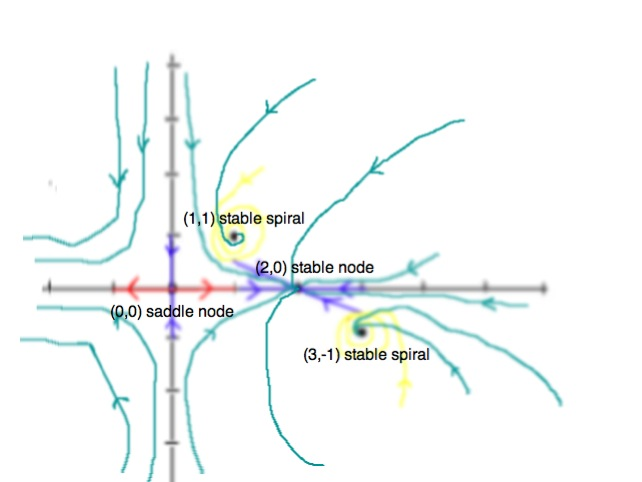 (1,1) stable spiral
(2,0) stable node
(0,0) saddle node
(3,-1) stable spiral